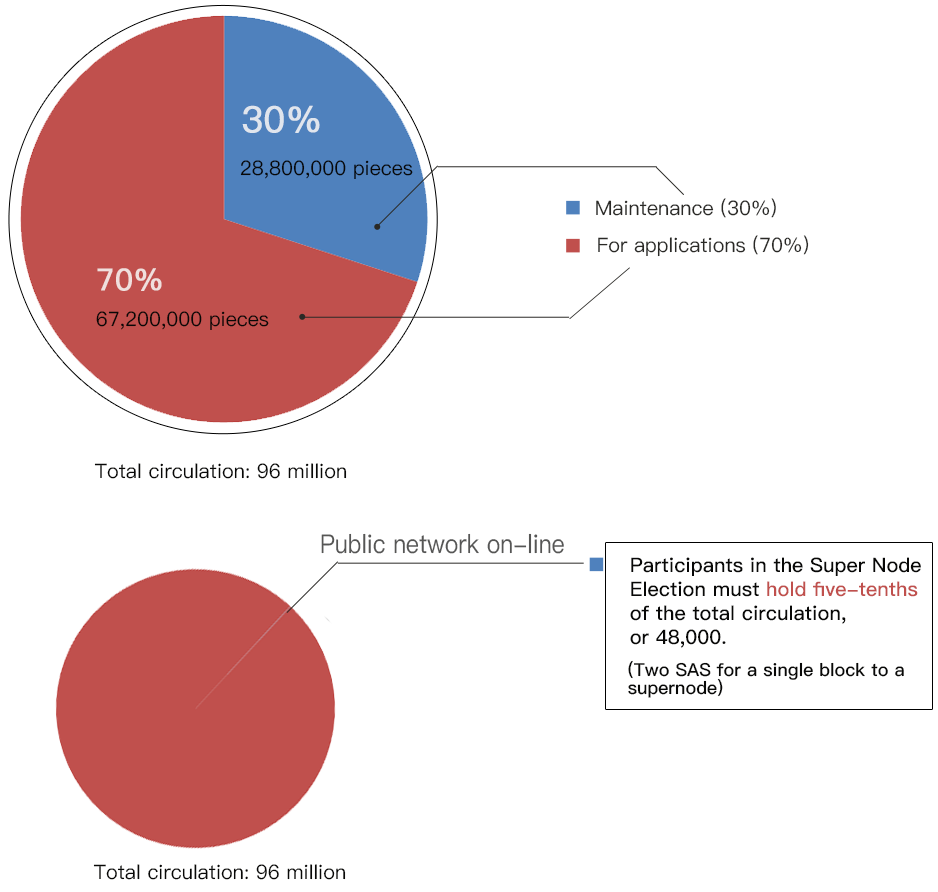 30%
28,800,000 pieces
Maintenance (30%)
For applications (70%)
70%
67,200,000 pieces
Total circulation: 96 million
Public network on-line
Participants in the Super Node
Election must hold five-tenths
of the total circulation,
or 48,000.
(Two SAS for a single block to a
supernode)
Total circulation: 96 million